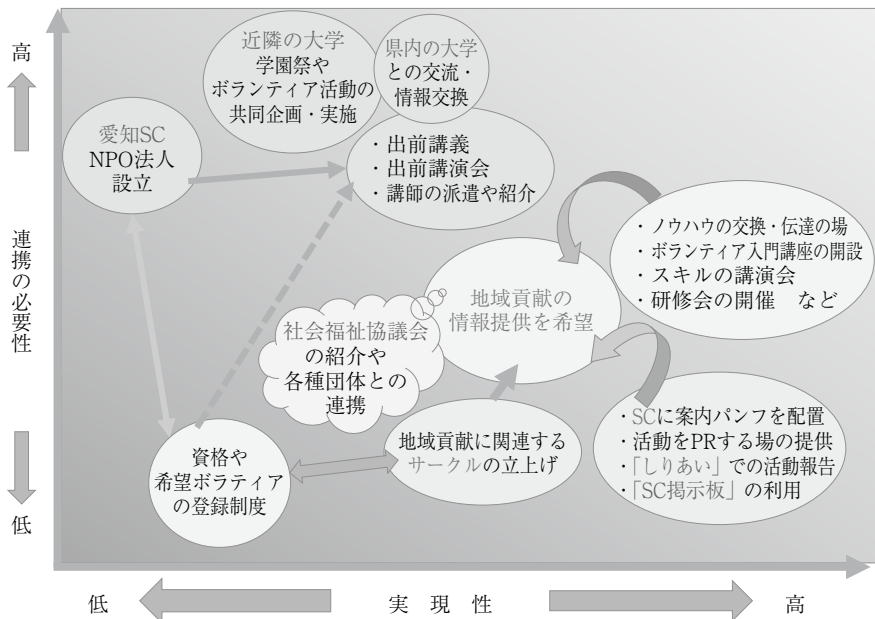 高
連携の必要性
低
近隣の大学
学園祭や
ボランティア活動の
共同企画・実施
県内の大学
との交流・
情報交換
愛知SC
NPO法人
設立
・出前講義
・出前講演会
・講師の派遣や紹介
・ノウハウの交換・伝達の場
・ボランティア入門講座の開設
・スキルの講演会
・研修会の開催 など
地域貢献の
情報提供を希望
社会福祉協議会
の紹介や
各種団体との
連携
・SCに案内パンフを配置
・活動をPRする場の提供
・「しりあい」での活動報告
・「SC掲示板」の利用
地域貢献に関連する
サークルの立上げ
資格や
希望ボラティア
の登録制度
低
実現性
高